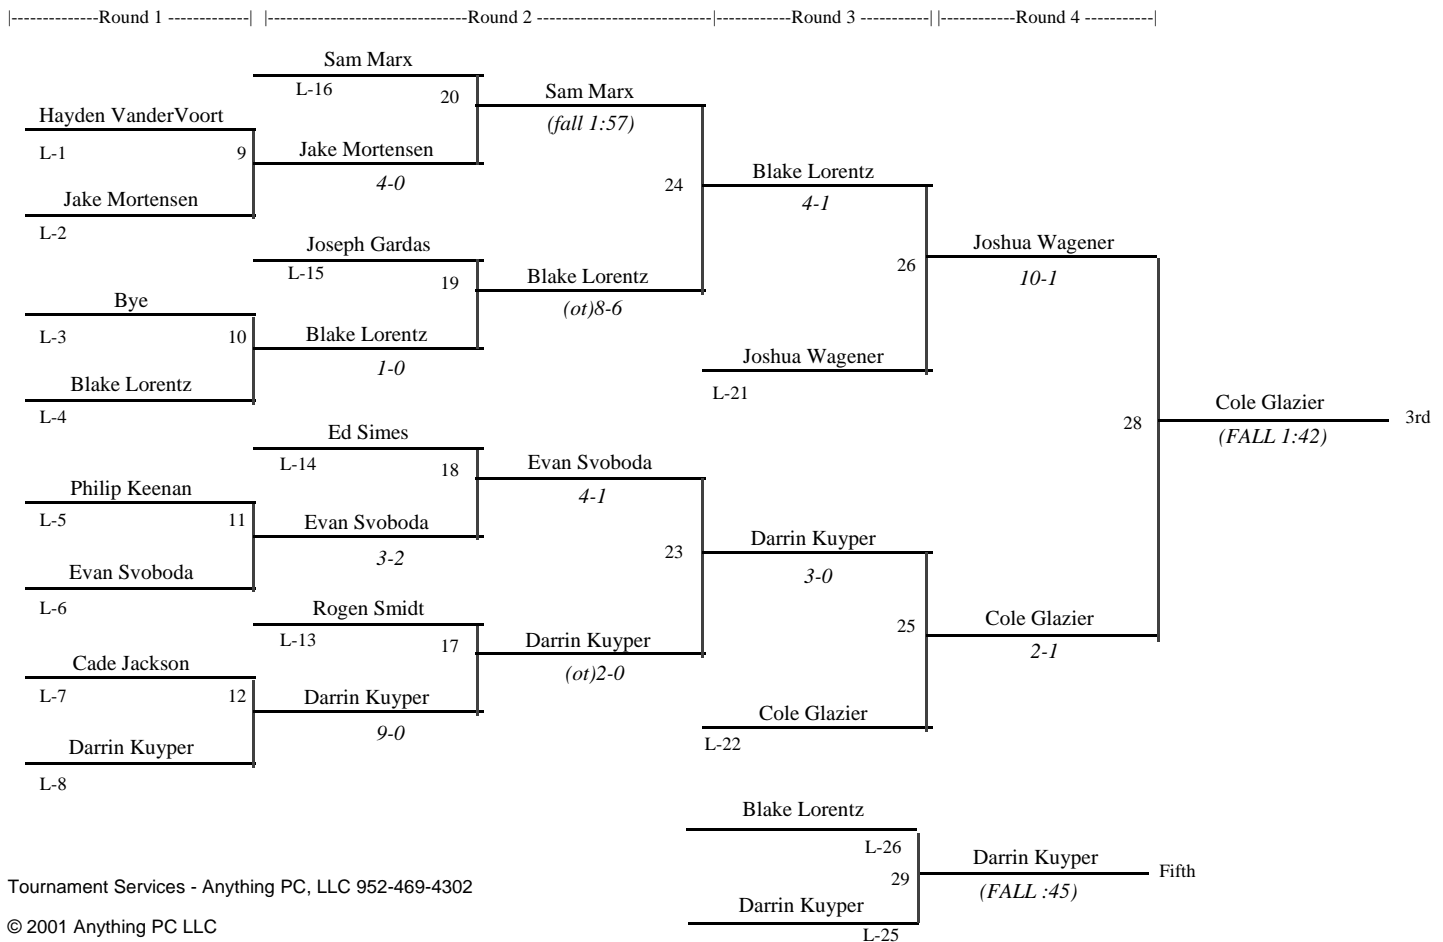 |--------------Round 1 -------------| |-----------------------------Round 2 -------------------------|-----------Round 3 ----------| |-----------Round 4 ----------|
Sam Marx
L-16
20
Sam Marx
(fall 1:57)
Hayden VanderVoort
L-1
9
Jake Mortensen
4-0
Jake Mortensen
L-2
24
Blake Lorentz
4-1
Joseph Gardas
L-15
19
Blake Lorentz
(ot)8-6
Bye
L-3
10
Blake Lorentz
1-0
Blake Lorentz
L-4
26
Joshua Wagener
10-1
Joshua Wagener
L-21
28
Cole Glazier
(FALL 1:42)
3rd
Ed Simes
L-14
18
Evan Svoboda
4-1
Philip Keenan
L-5
11
Evan Svoboda
3-2
Evan Svoboda
L-6
23
Darrin Kuyper
3-0
Rogen Smidt
L-13
17
Darrin Kuyper
(ot)2-0
Cade Jackson
L-7
12
Darrin Kuyper
9-0
Darrin Kuyper
L-8
25
Cole Glazier
2-1
Cole Glazier
L-22
Blake Lorentz
L-26
29
Darrin Kuyper
(FALL :45)
Fifth
Darrin Kuyper
L-25
Tournament Services - Anything PC, LLC 952-469-4302
© 2001 Anything PC LLC